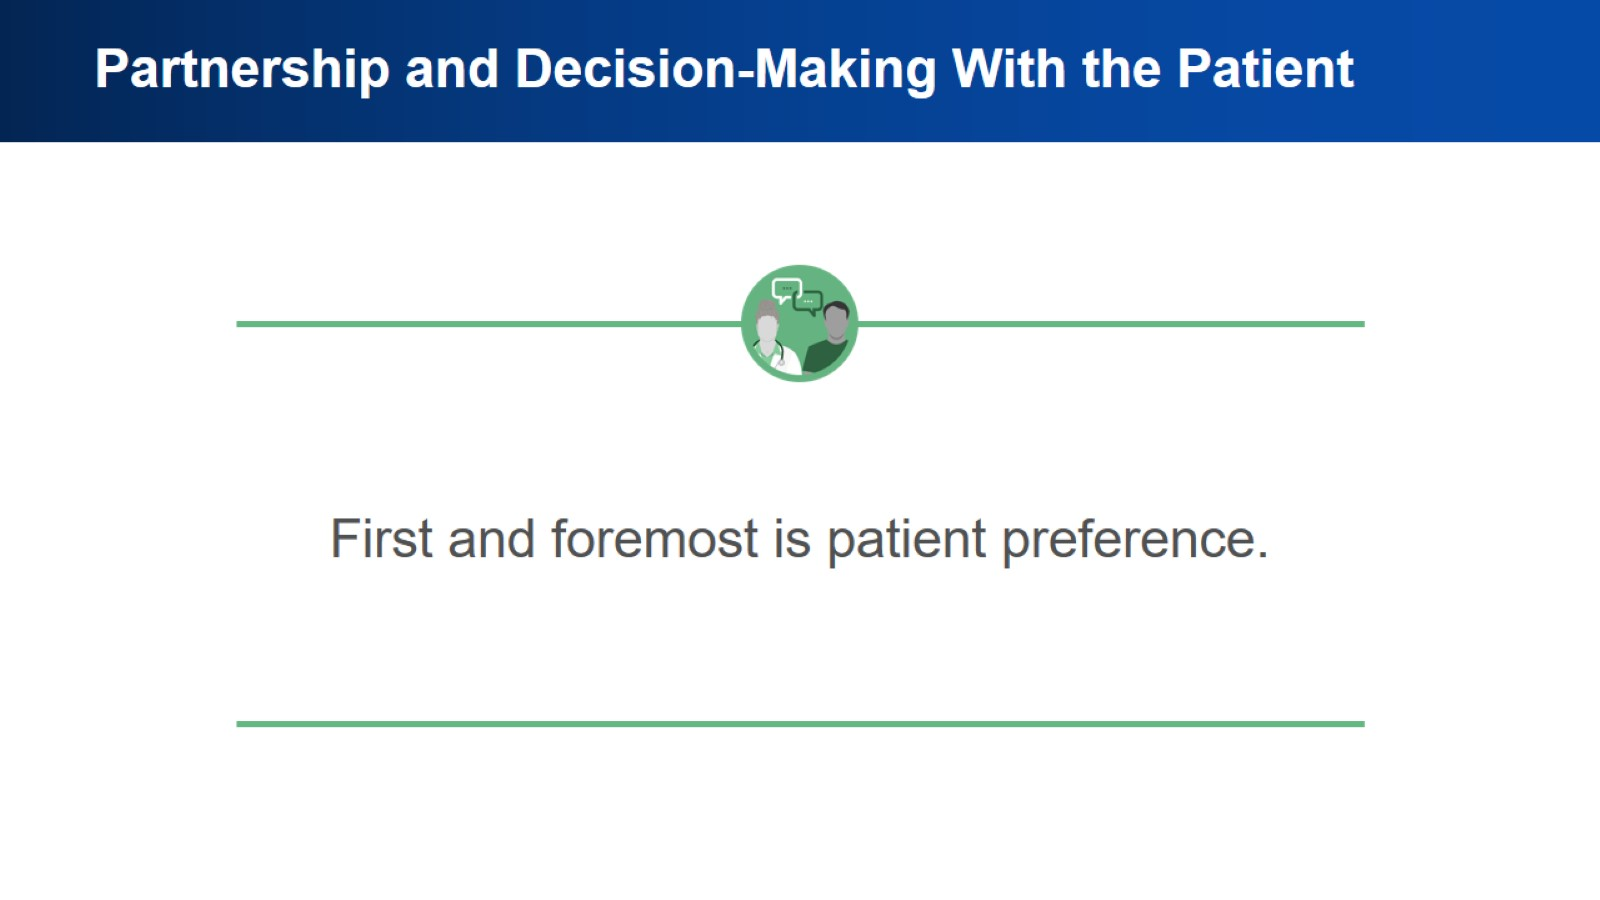 Partnership and Decision-Making With the Patient
First and foremost is patient preference.